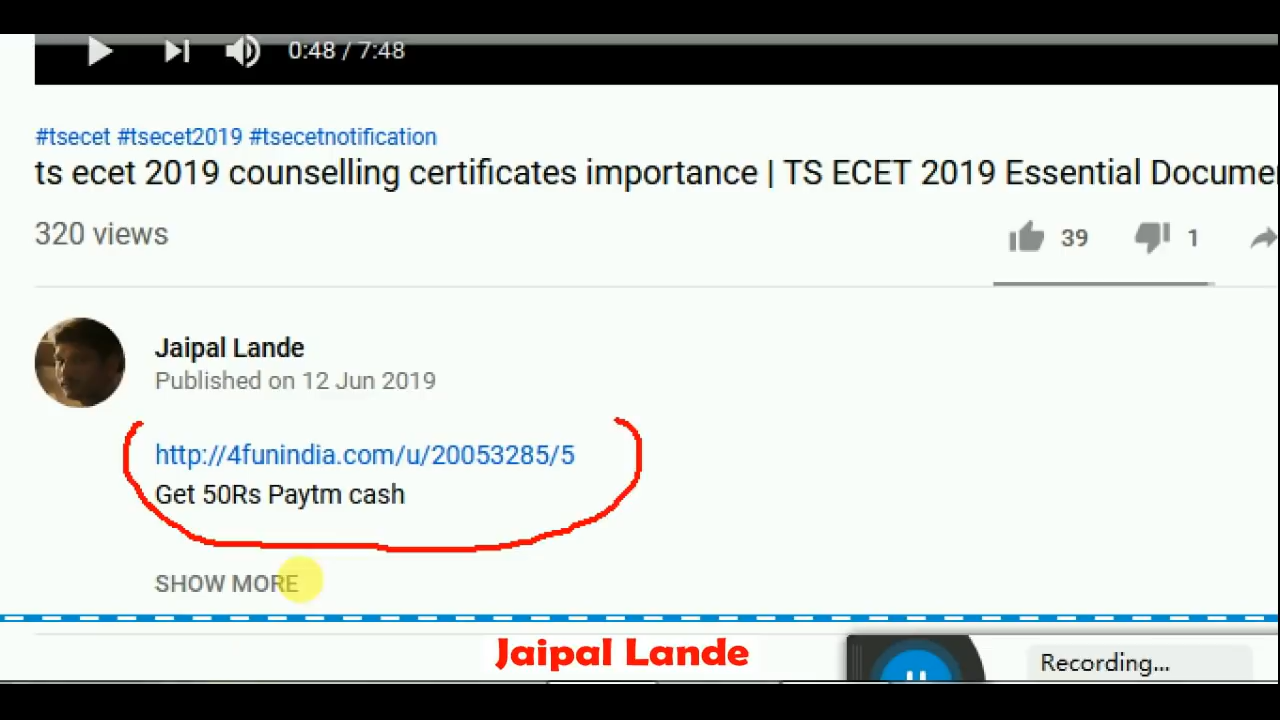 0:48 / 7:48
#tsecet #tsecet2019 #tsecetnotification
ts ecet 2019 counselling certificates importance | TS ECET 2019 Essential
320 views
39
1
Jaipal Lande
Published on 12 Jun 2019
http://4funindia.com/u/20053285/5
Get 50Rs Paytm cash
SHOW MORE
Jaipal Lande
Recording...